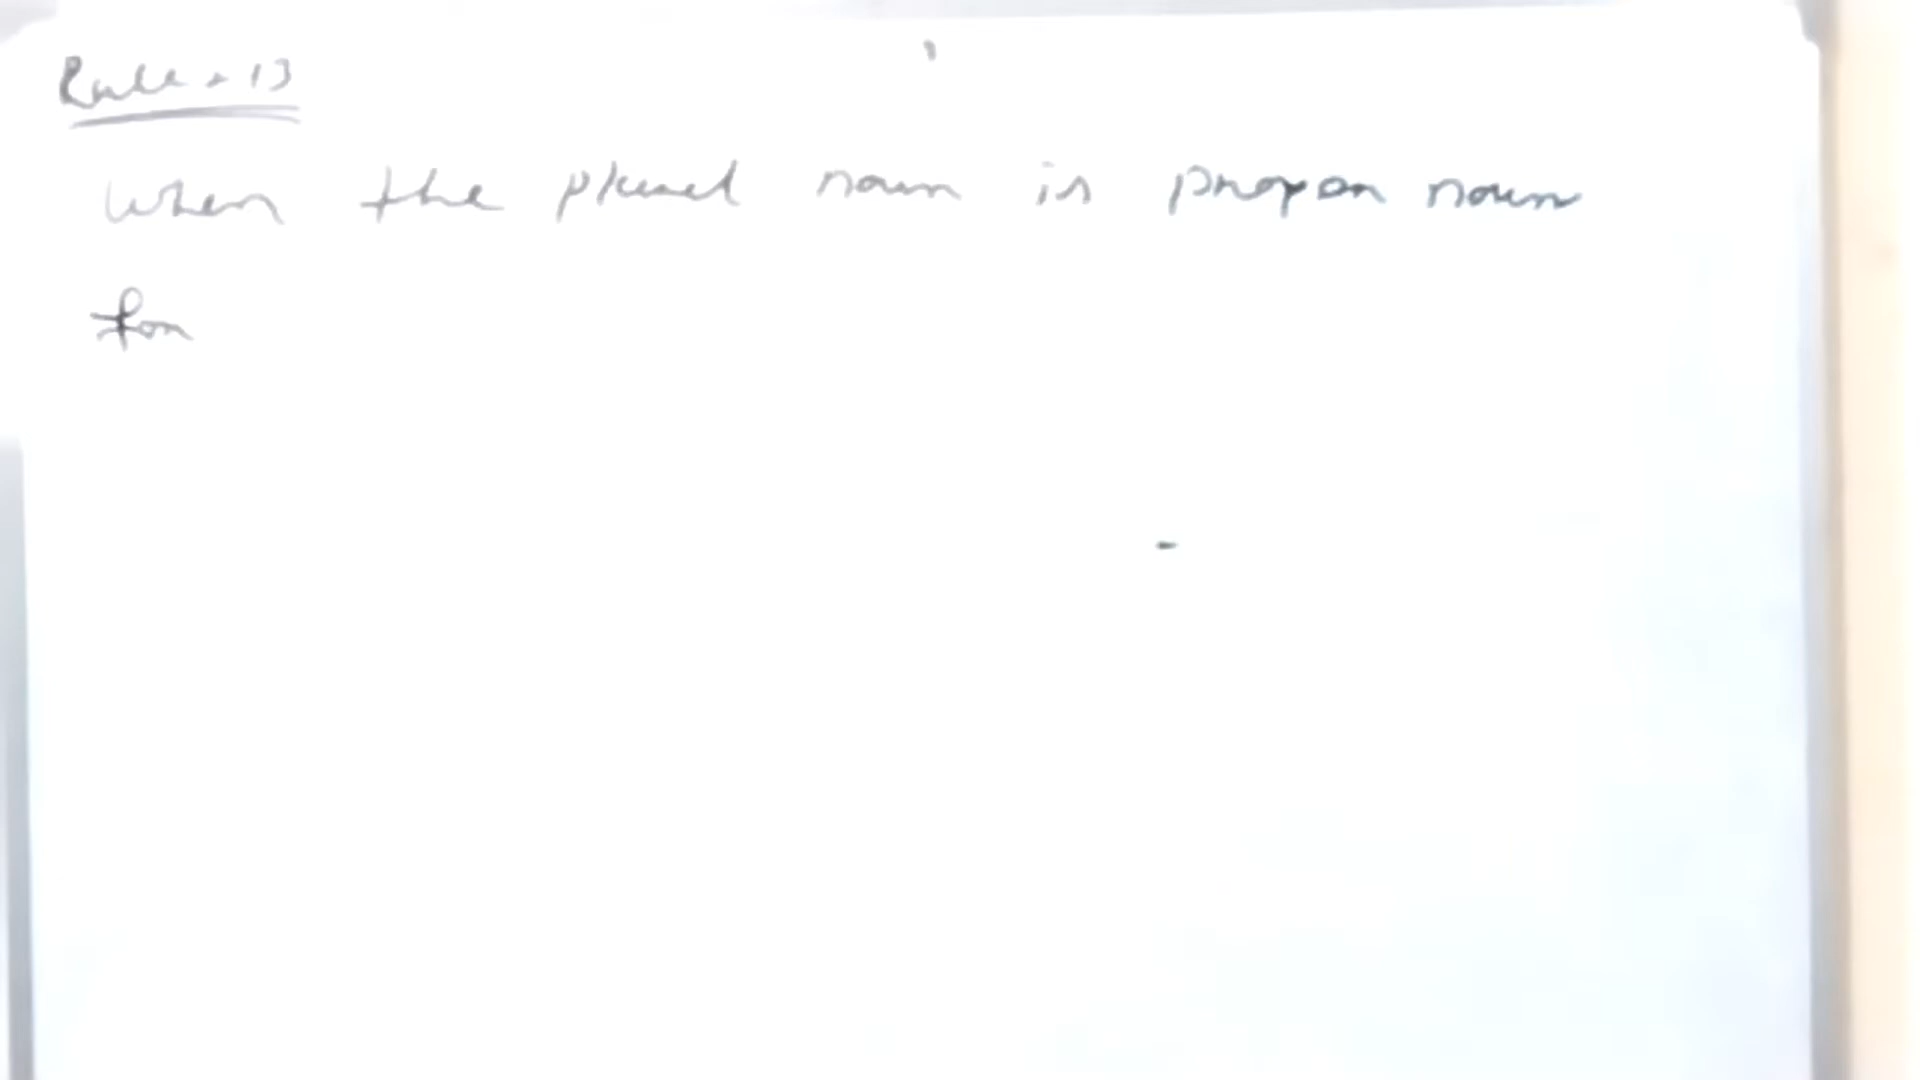 Rule - 13
When the plural noun is proper noun
for